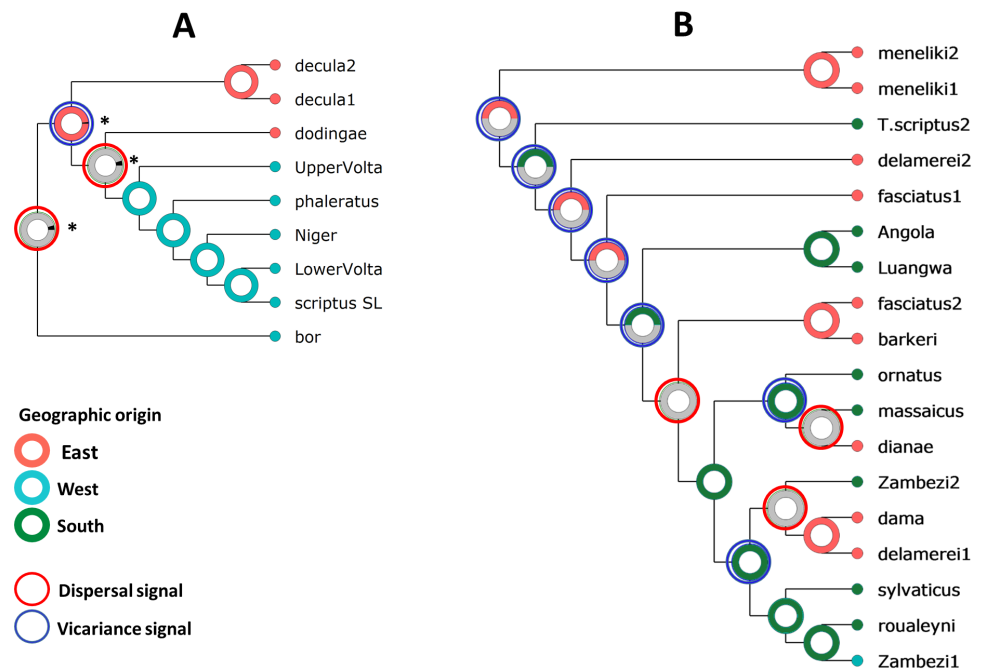 A
decula2
decula1
*
dodingae
*
UpperVolta
phaleratus
*
Niger
LowerVolta
scriptus SL
bor
Geographic origin
East
West
South
Dispersal signal
Vicariance signal
B
meneliki2
meneliki1
T.scriptus2
delamerei2
fasciatus1
Angola
Luangwa
fasciatus2
barkeri
ornatus
massaicus
dianae
Zambezi2
dama
delamerei1
sylvaticus
roualeyni
Zambezi1